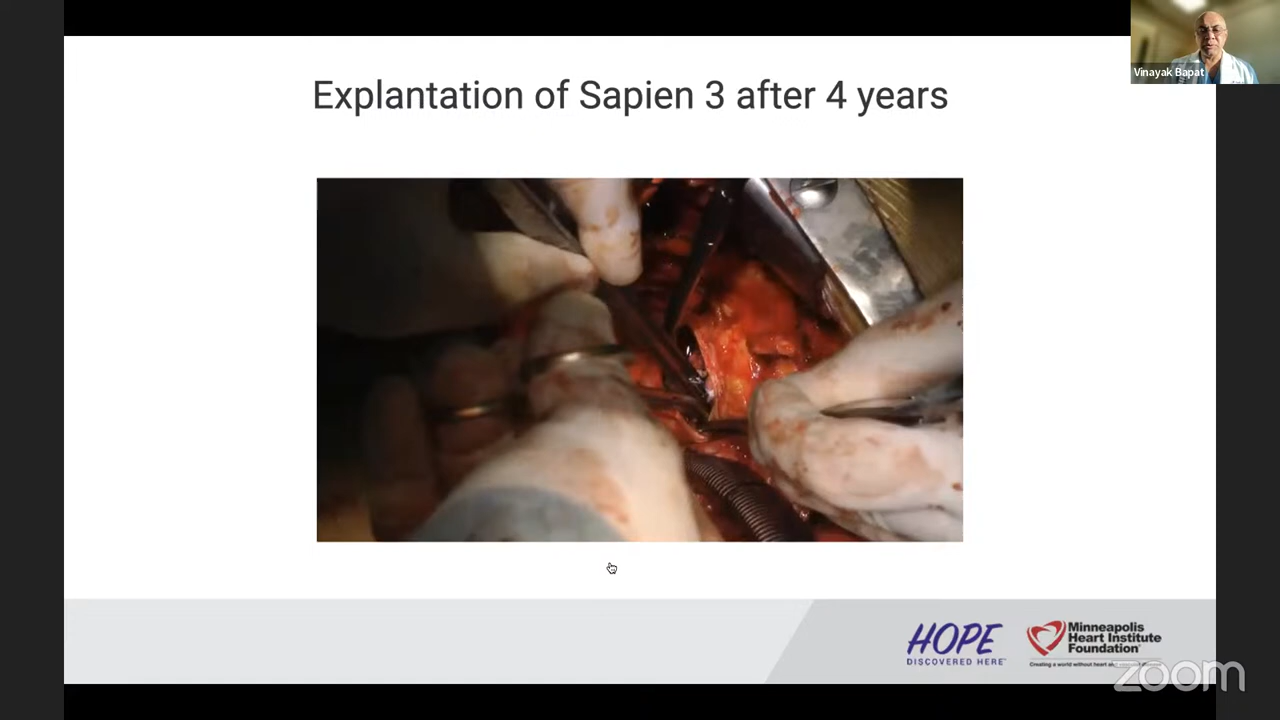 Explantation of Sapien 3 after 4 years
Vinayak Bapat
HOPE
DISCOVERED HERE
Minneapolis
Heart Institute
Foundation
Creating a world without heart and vascular disease
zoom